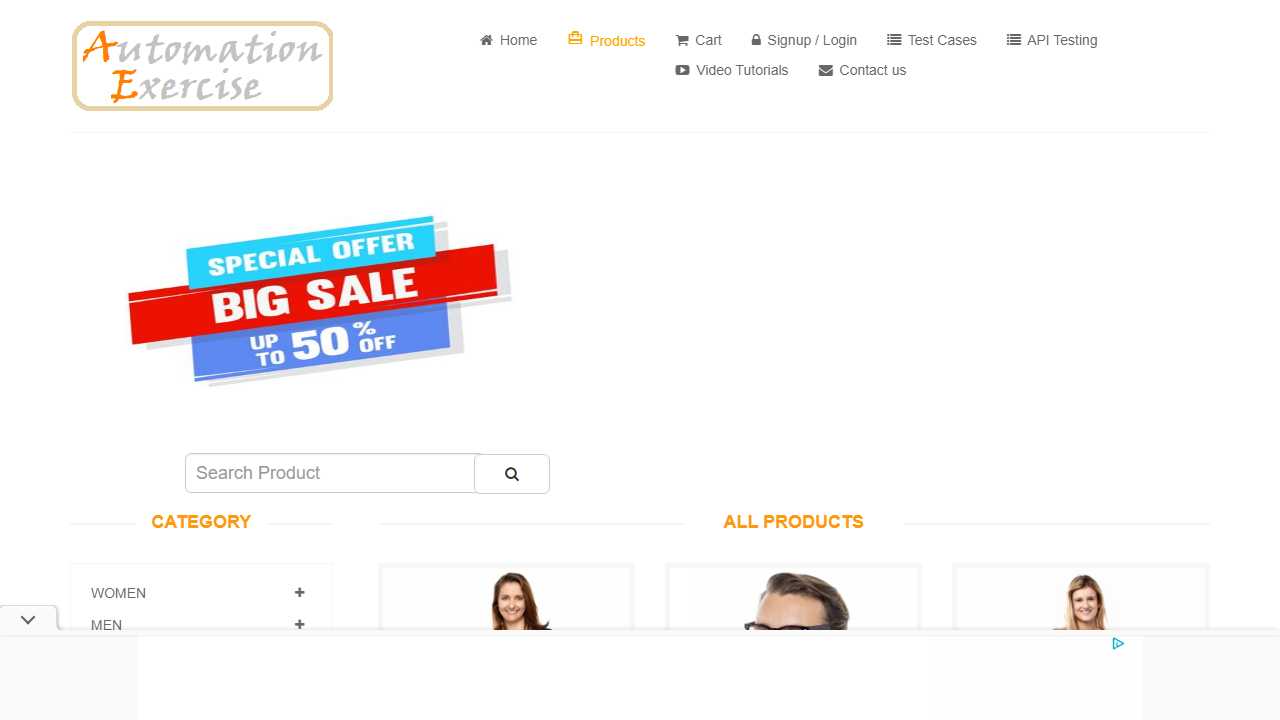 Automation
Exercise
Home Products Cart Signup / Login Test Cases API Testing
Video Tutorials Contact us
SPECIAL OFFER
BIG SALE
UP TO 50% OFF
Search Product
CATEGORY
ALL PRODUCTS
WOMEN
MEN